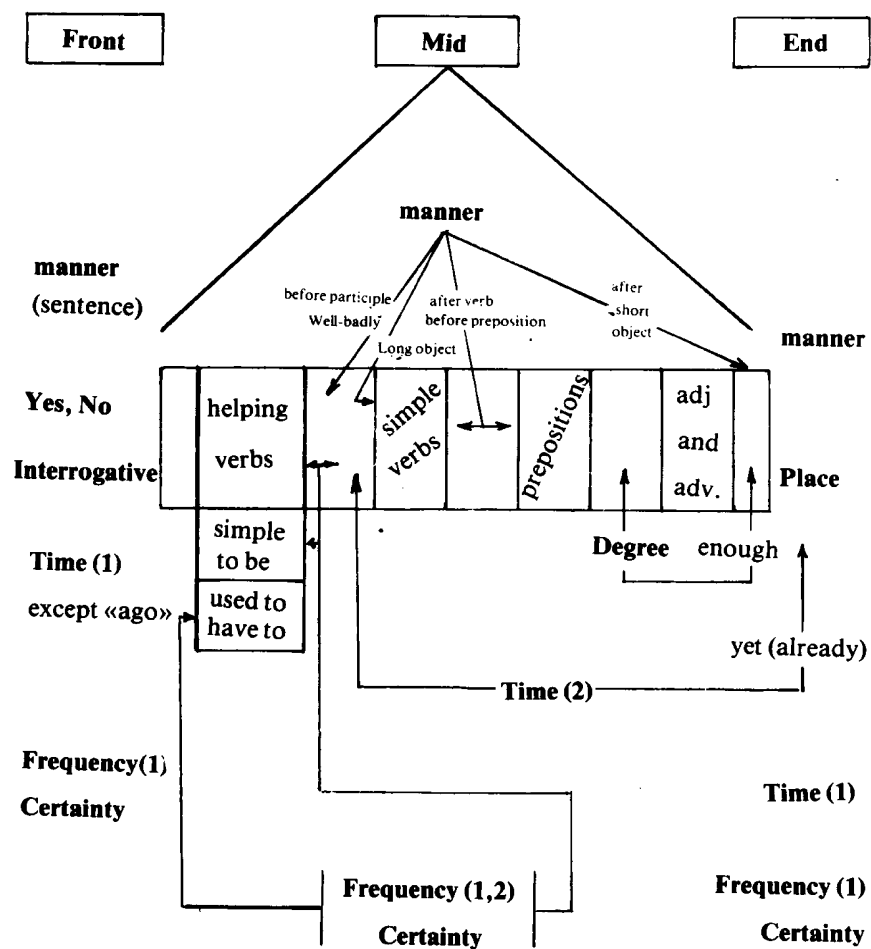 Front
Mid
End
manner
manner
(sentence)
before participle
Well-badly
Long object
after verb
before preposition
after
short
object
manner
Yes, No
Interrogative
helping
verbs
simple
verbs
prepositions
adj
and
adv.
Place
simple
to be
used to
have to
Time (1)
except «ago»
Degree
enough
yet (already)
Time (2)
Frequency(1)
Certainty
Time (1)
Frequency (1,2)
Certainty
Frequency (1)
Certainty